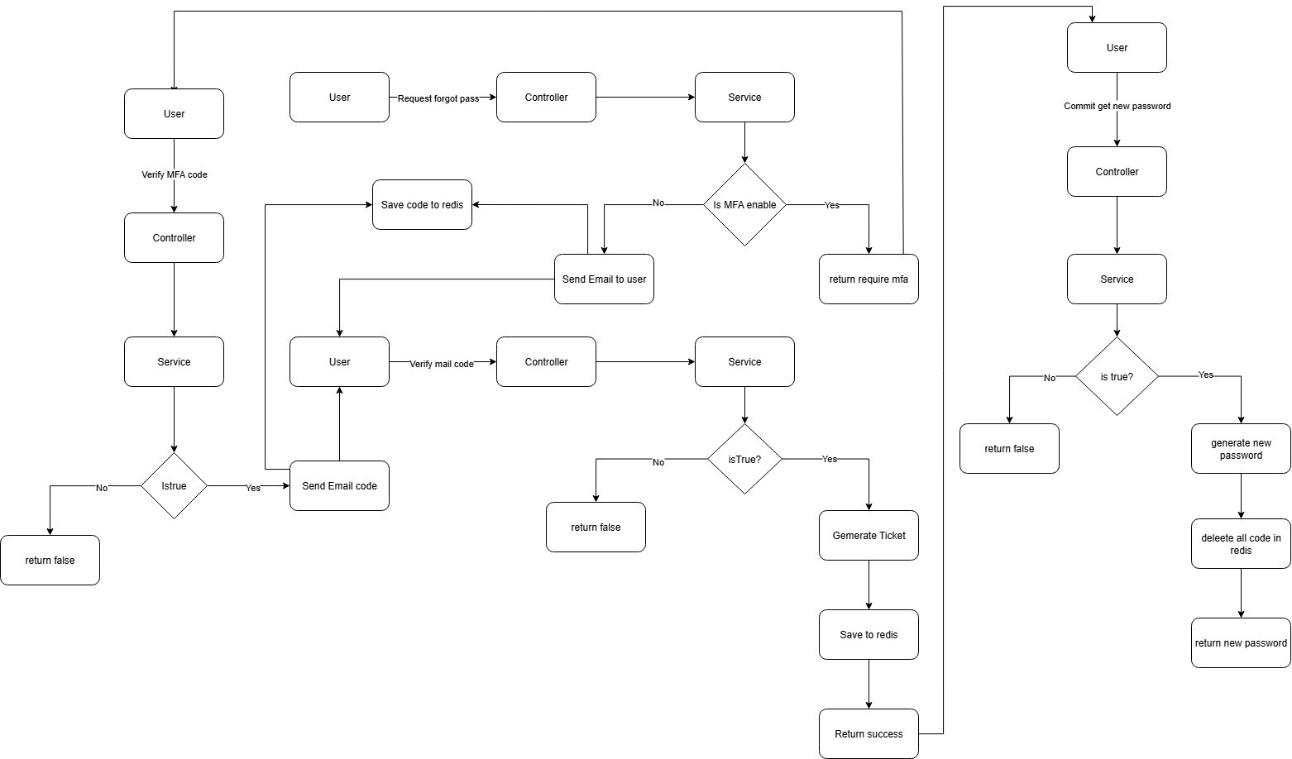 User
Request forgot pass
Controller
Service
Is MFA enable
No
Yes
Send Email to user
return require mfa
Save code to redis
User
Verify MFA code
Controller
Service
Istrue
No
Yes
return false
Send Email code
User
Verify mail code
Controller
Service
isTrue?
No
Yes
return false
Gemerate Ticket
Save to redis
Return success
User
Commit get new password
Controller
Service
is true?
No
Yes
return false
generate new
password
deleete all code in
redis
return new password